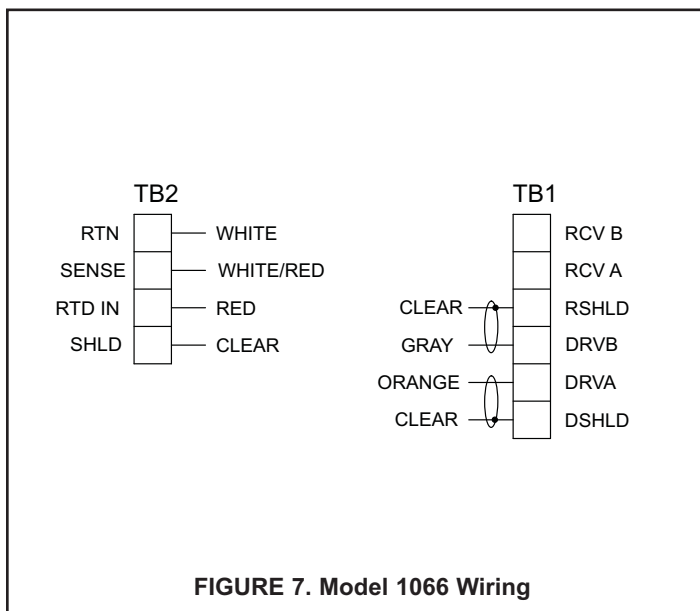 TB2
RTN WHITE
SENSE WHITE/RED
RTD IN RED
SHLD CLEAR
TB1
RCV B
RCV A
CLEAR RSHLD
GRAY DRVB
ORANGE DRVA
CLEAR DSHLD
FIGURE 7. Model 1066 Wiring